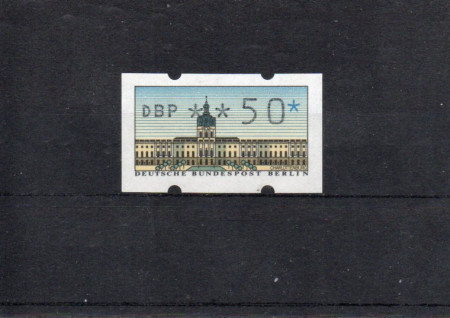 DBP ** 50*
DEUTSCHE BUNDESPOST BERLIN